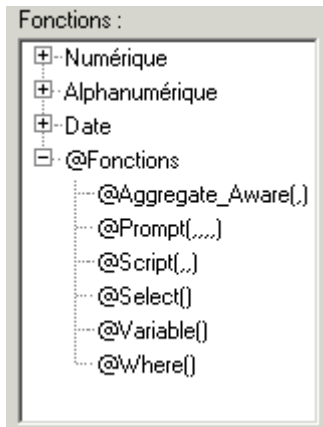 Fonctions :
Numérique
Alphanumérique
Date
@Fonctions
@Aggregate_Aware(,)
@Prompt(,,,,)
@Script(,,)
@Select()
@Variable()
@Where()